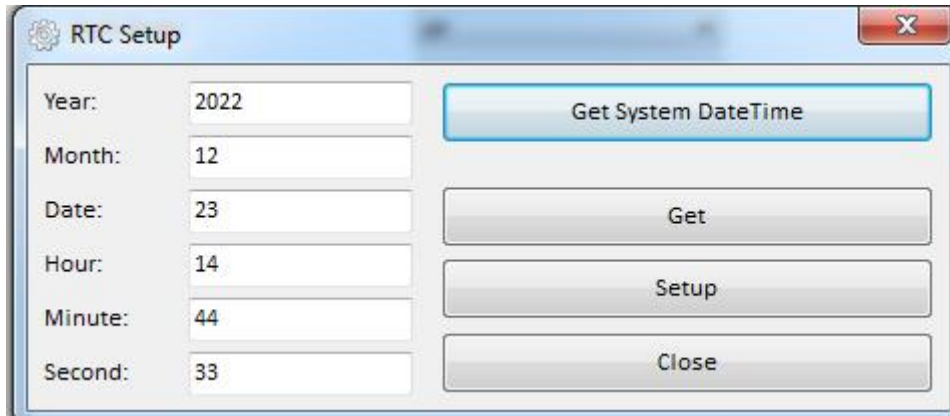 RTC Setup
Year: 2022
Get System DateTime
Month: 12
Date: 23
Get
Hour: 14
Setup
Minute: 44
Second: 33
Close